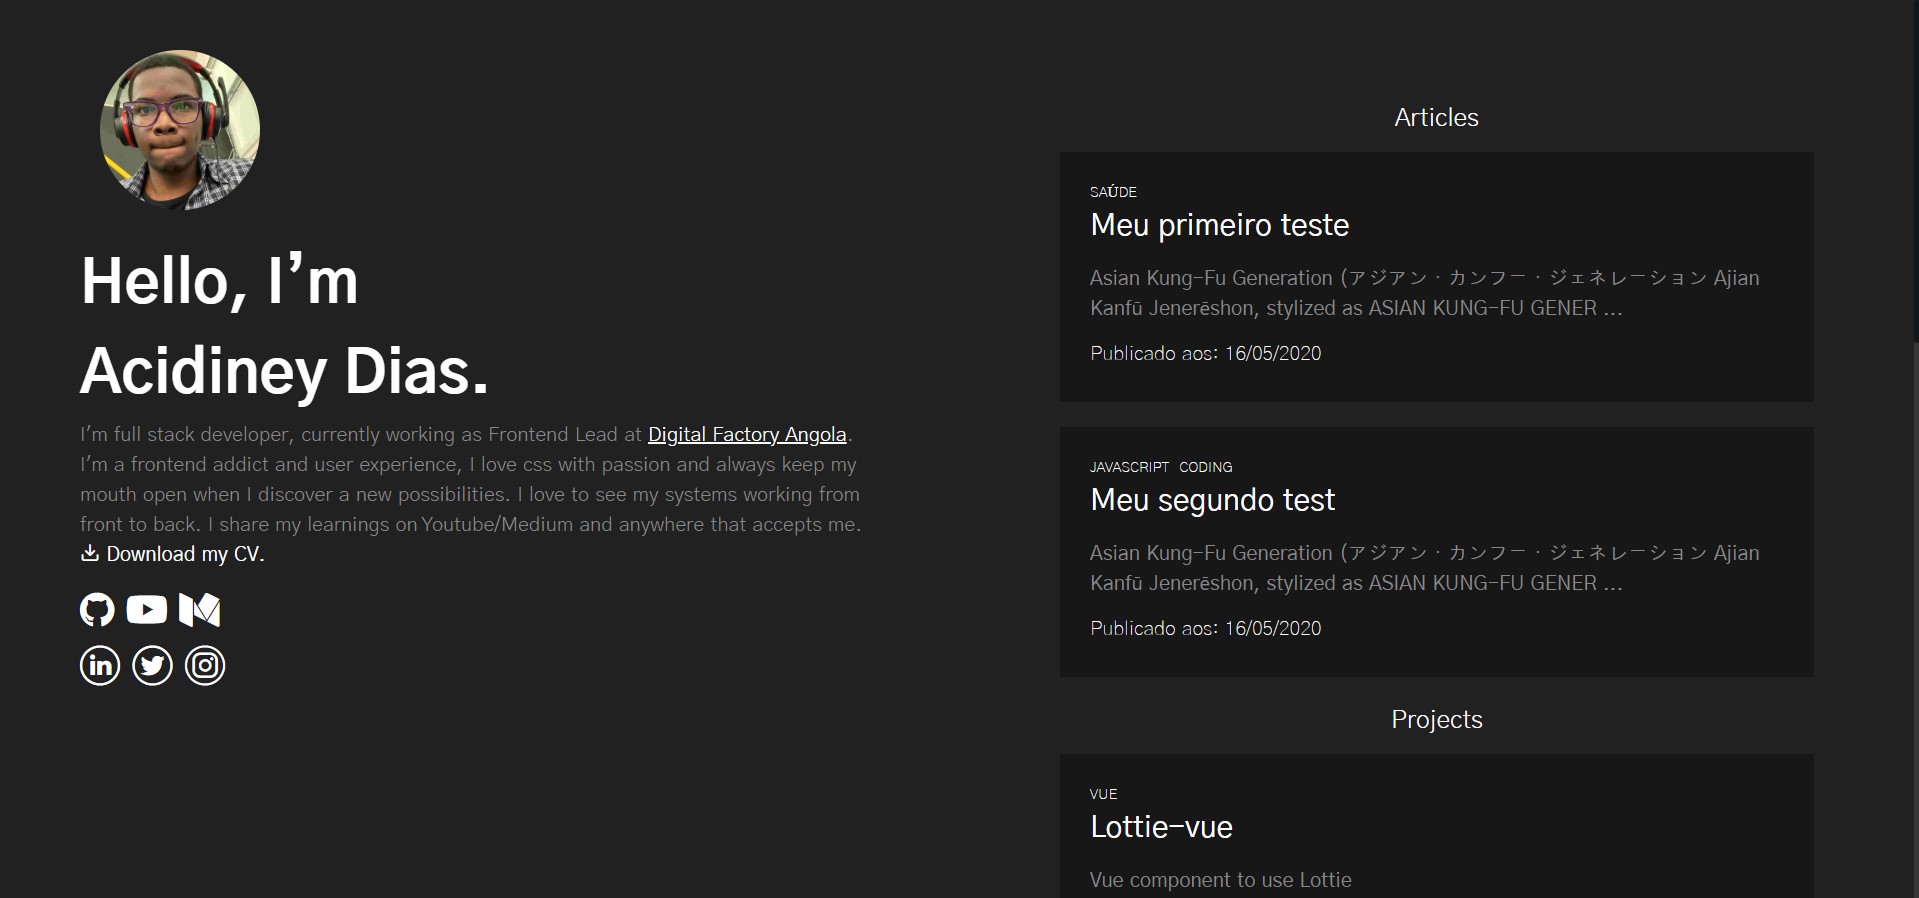 Hello, I’m
Acidiney Dias.
I’m full stack developer, currently working as Frontend Lead at Digital Factory Angola.
I’m a frontend addict and user experience, I love css with passion and always keep my
mouth open when I discover a new possibilities. I love to see my systems working from
front to back. I share my learnings on Youtube/Medium and anywhere that accepts me.
Download my CV.
Articles
SAÚDE
Meu primeiro teste
Asian Kung-Fu Generation (アジアン・カンフー・ジェネレーション Ajian
Kanfū Jenerēshon, stylized as ASIAN KUNG-FU GENER ...
Publicado aos: 16/05/2020
JAVASCRIPT CODING
Meu segundo test
Asian Kung-Fu Generation (アジアン・カンフー・ジェネレーション Ajian
Kanfū Jenerēshon, stylized as ASIAN KUNG-FU GENER ...
Publicado aos: 16/05/2020
Projects
VUE
Lottie-vue
Vue component to use Lottie